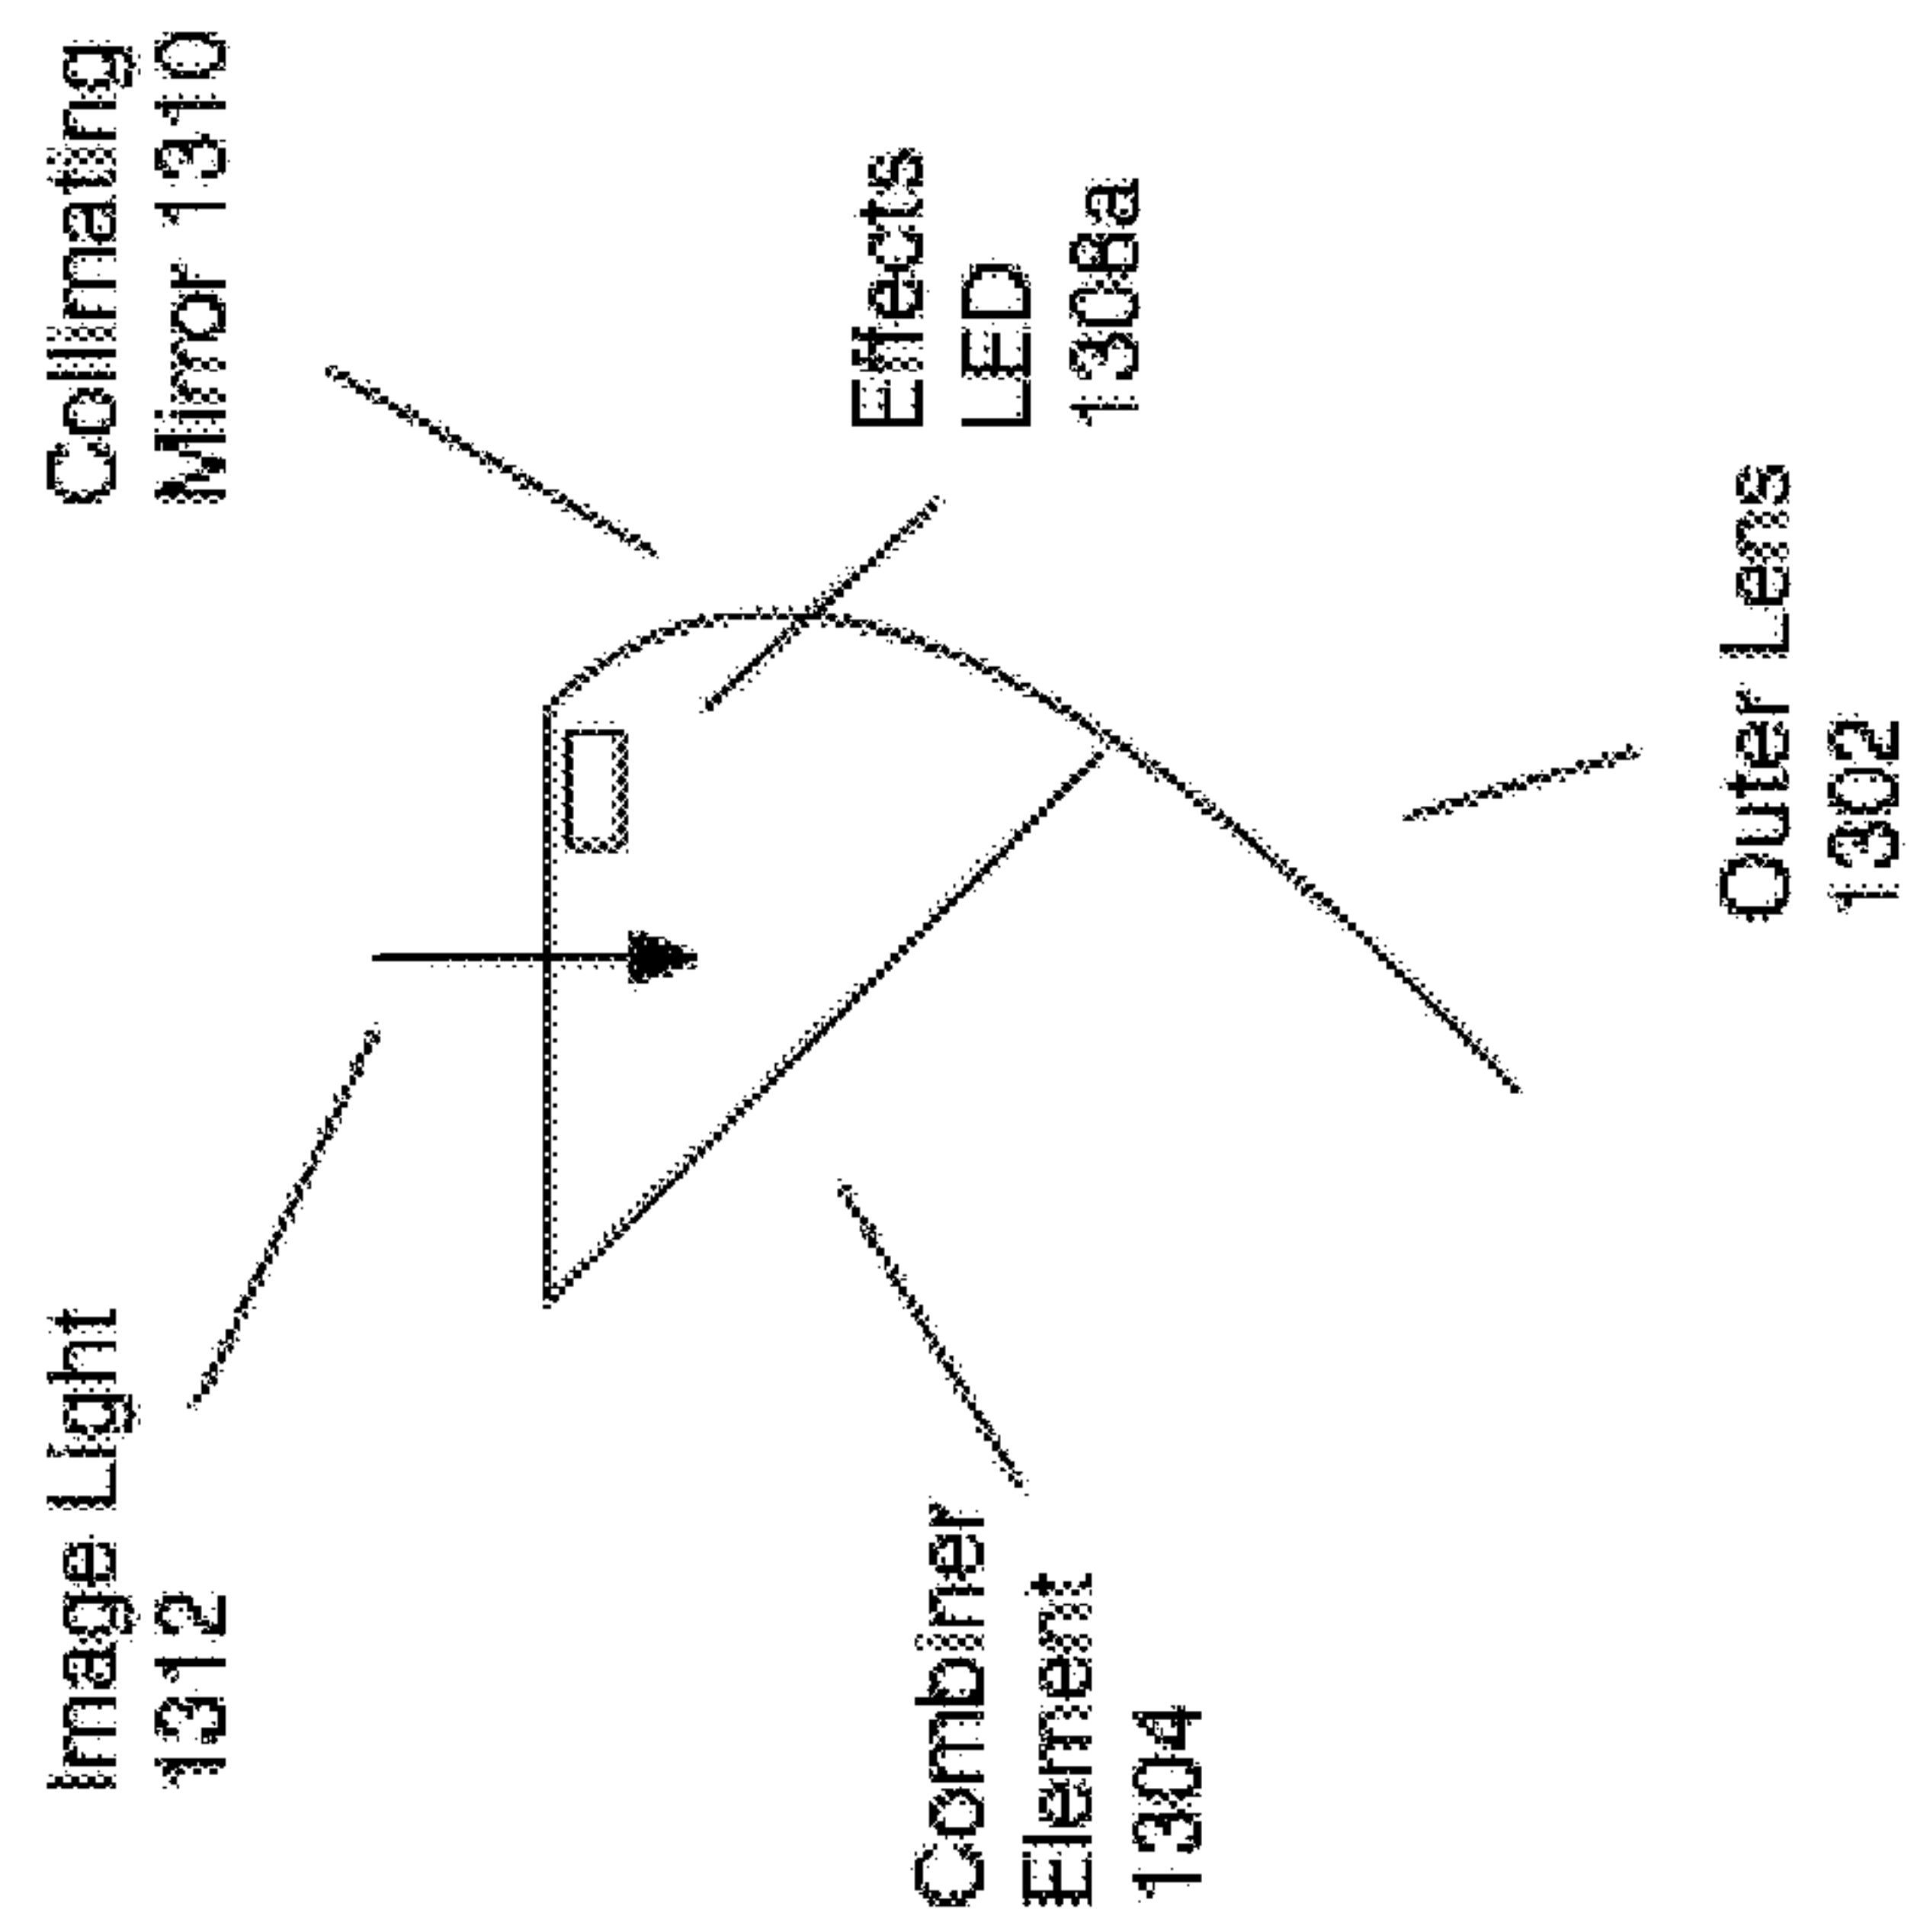 Image Light
1312
Collimating
Mirror 1310
Effects
LED
1308a
Combiner
Element
1304
Outer Lens
1302